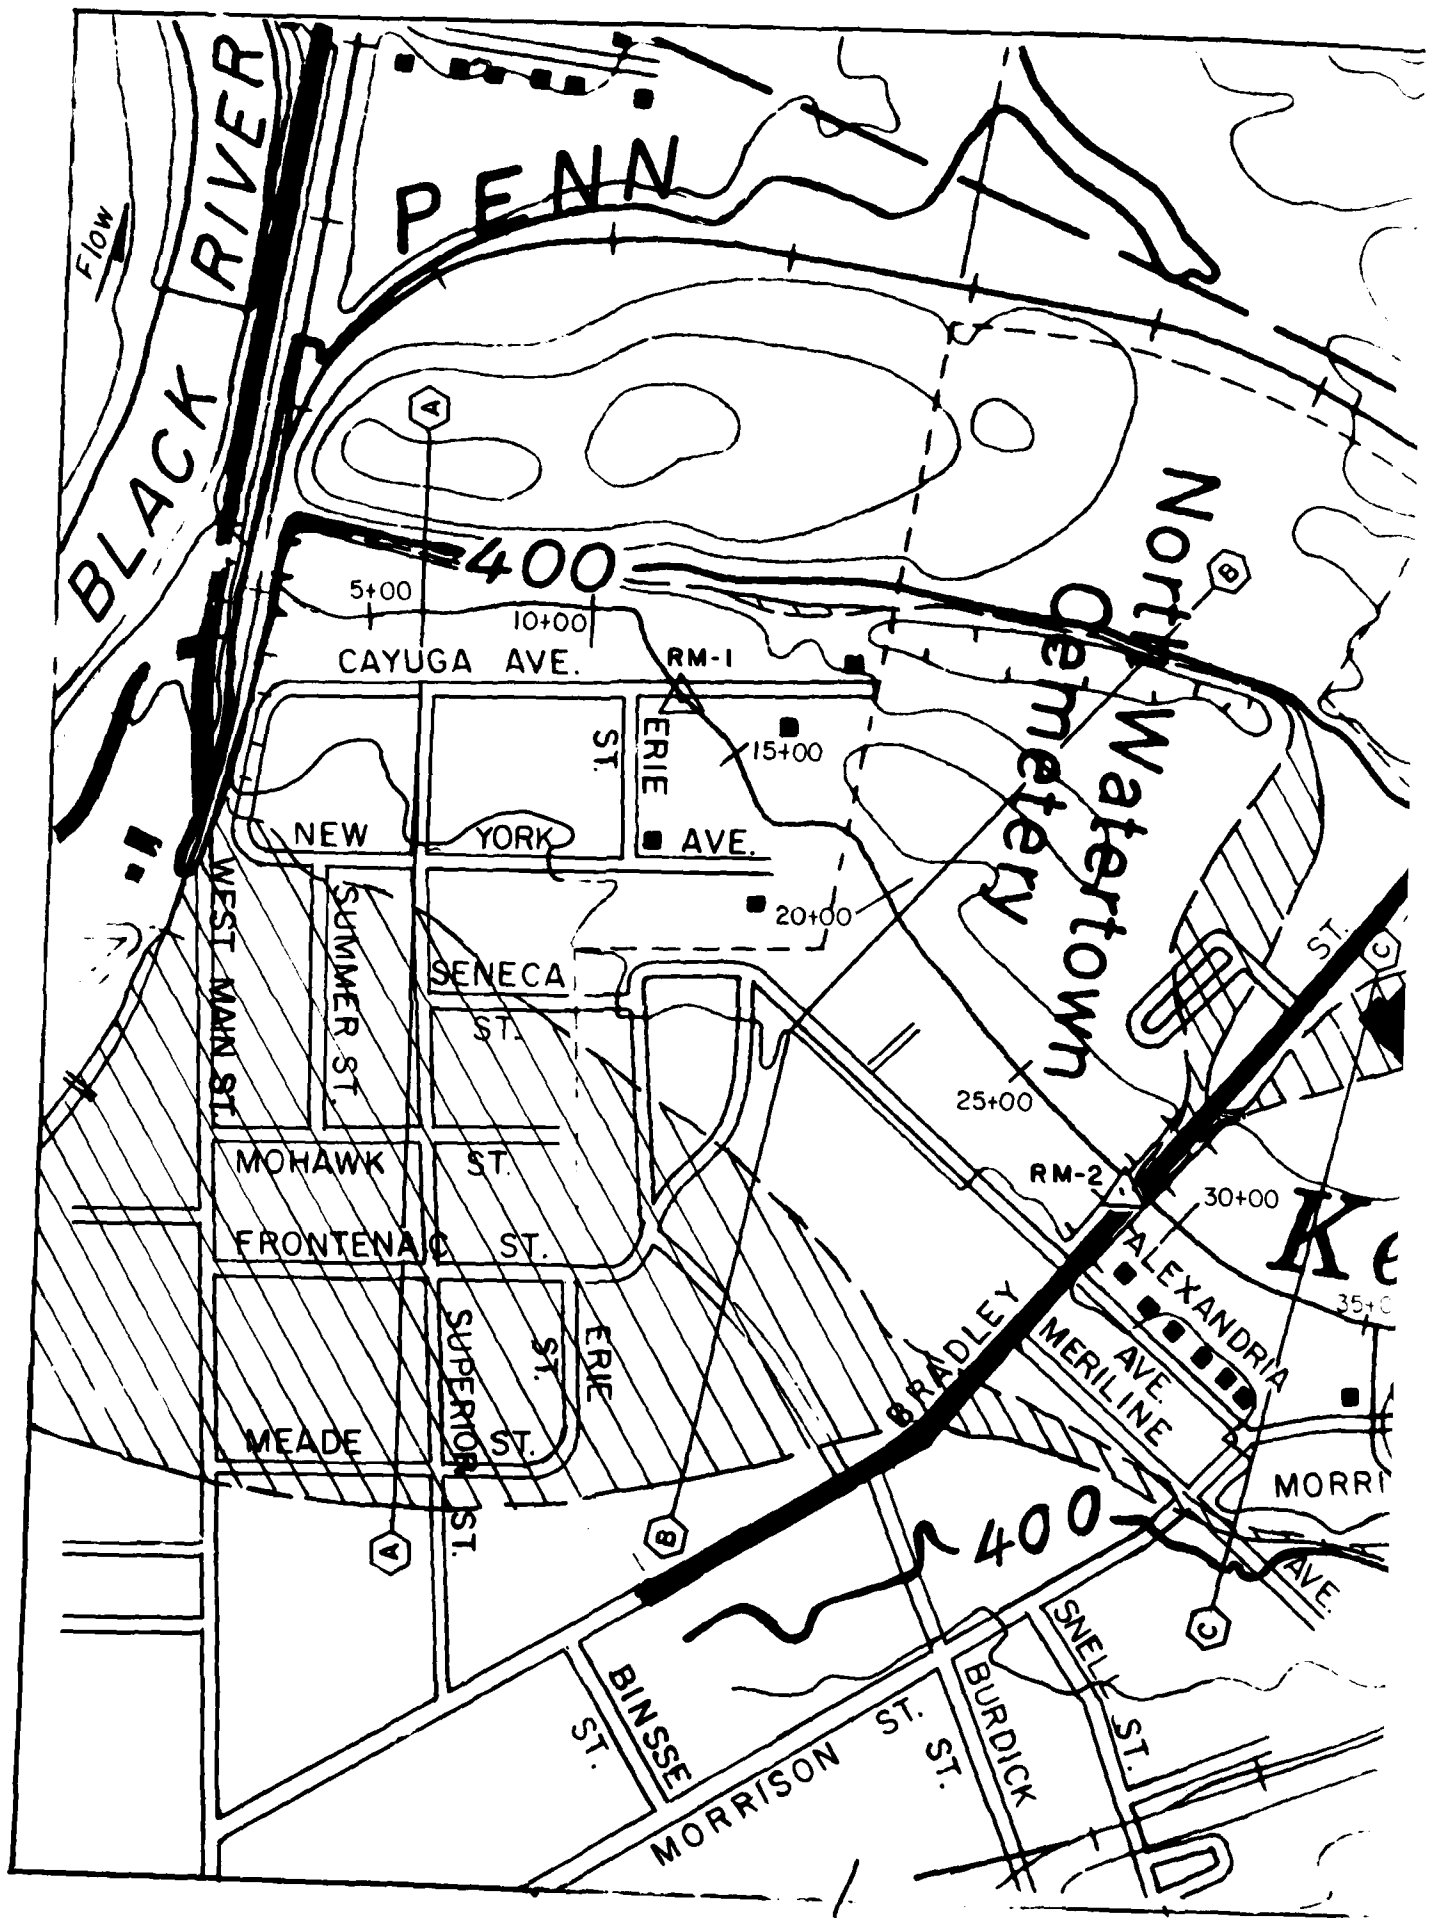 BLACK RIVER
Flow
PENN
A
400
5+00
10+00
CAYUGA AVE.
RM-1
ERIE
ST.
15+00
North Watertown
Cemetery
B
NEW YORK AVE.
20+00
WEST MAIN ST.
SUMMER ST.
SENECA
ST.
ST.
C
25+00
RM-2
30+00
MOHAWK ST.
FRONTENAC ST.
Ke
35+0
ALEXANDRIA
AVE.
MERILINE
BRADLEY
ERIE
ST.
SUPERIOR
ST.
MEADE ST.
MORRI
A
B
400
AVE.
C
SNELL
ST.
BINSSE
ST.
BURDICK
ST.
MORRISON ST.